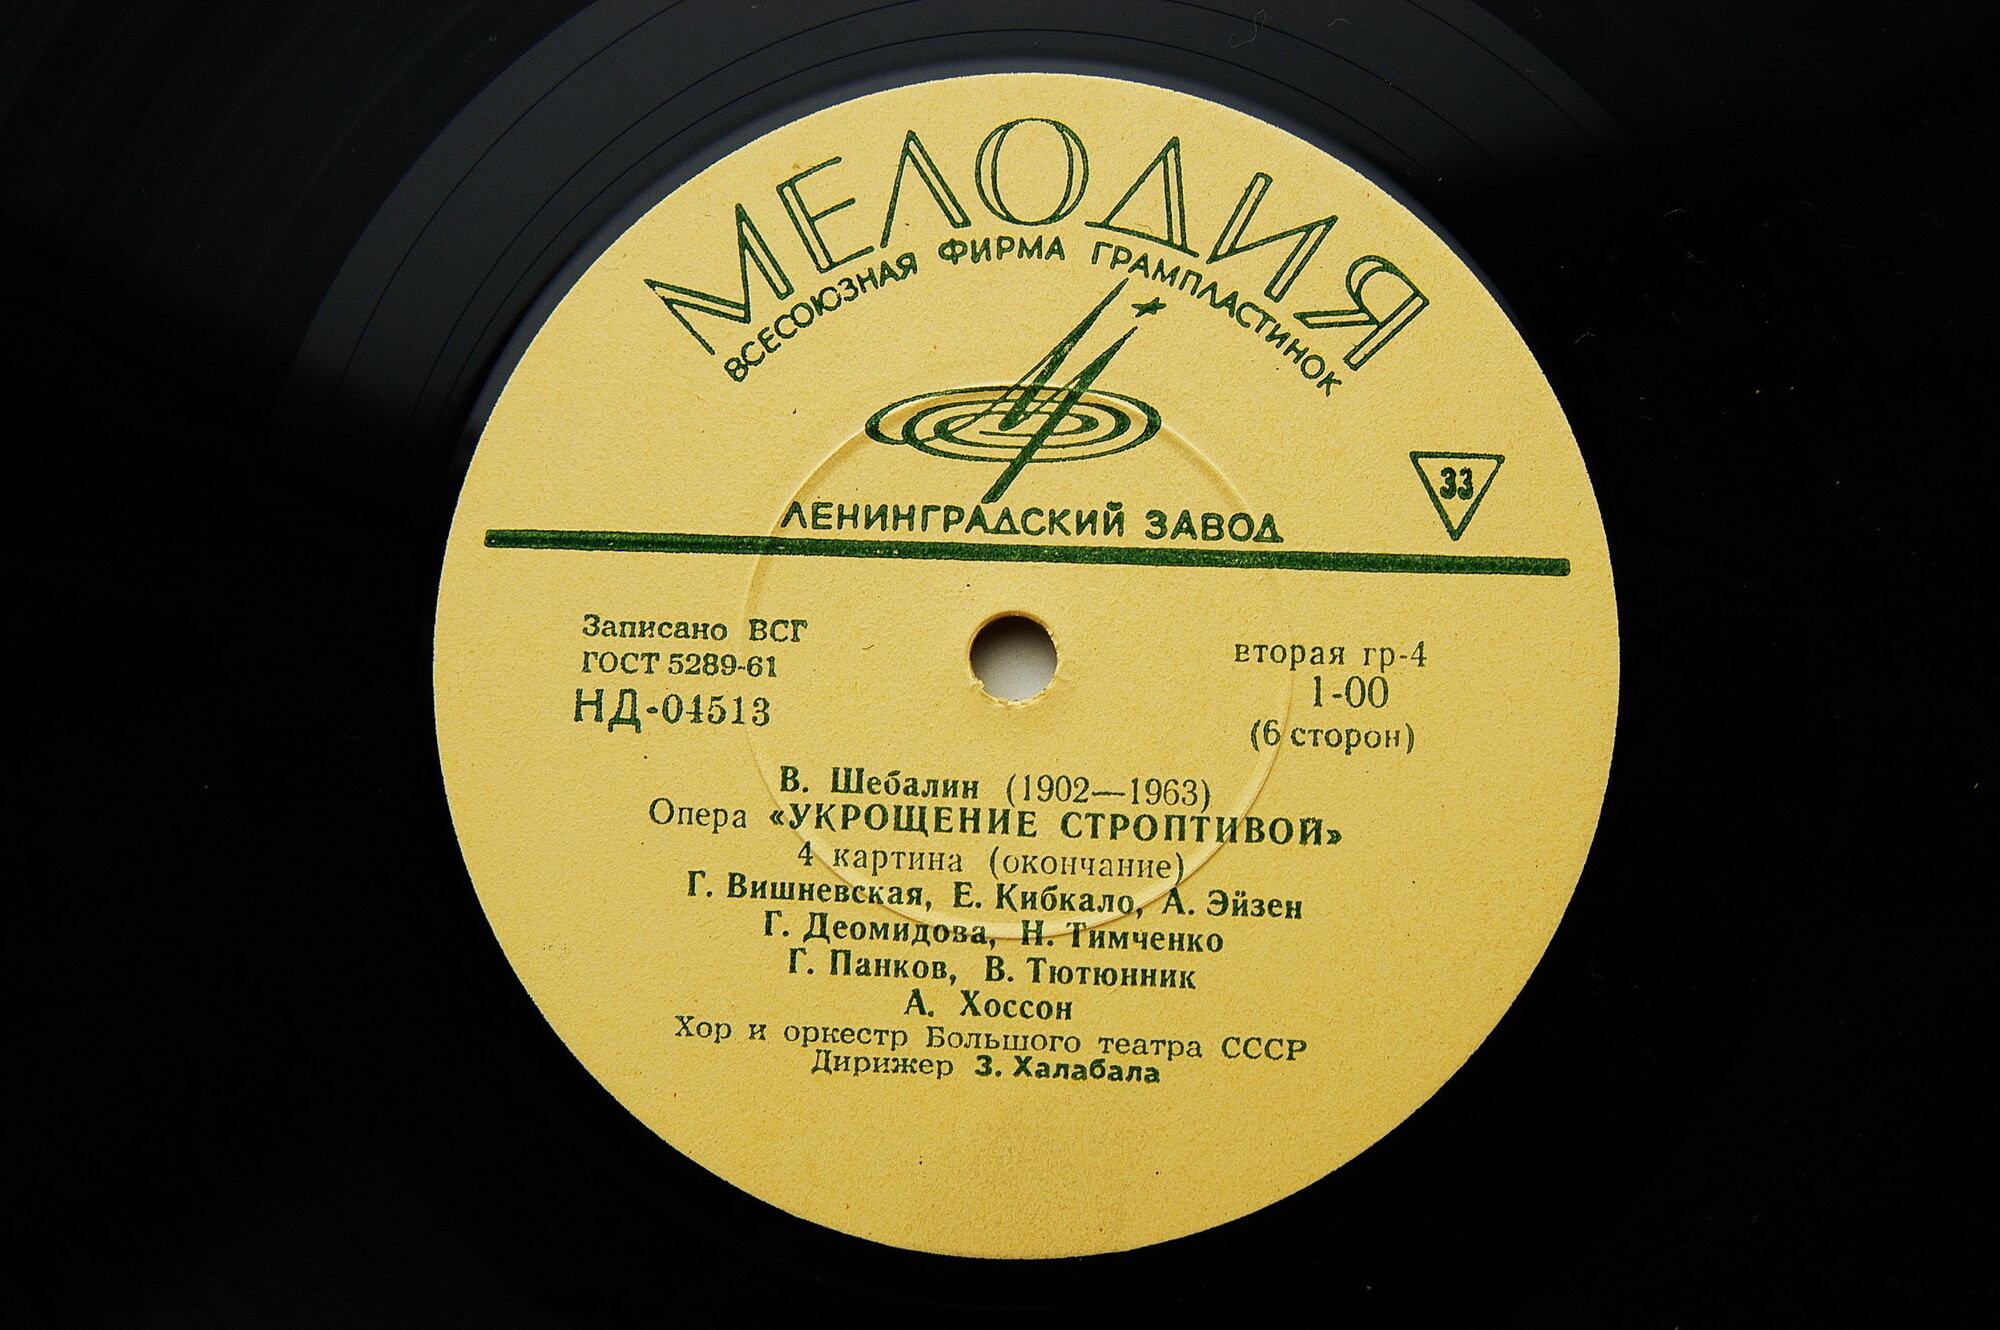 МЕЛОДИЯ
ВСЕСОЮЗНАЯ ФИРМА ГРАМПЛАСТИНОК
33
ЛЕНИНГРАДСКИЙ ЗАВОД
Записано ВСГ
ГОСТ 5289-61
НД-04513
вторая гр-4
1-00
(6 сторон)
В. Шебалин (1902—1963)
Опера «УКРОЩЕНИЕ СТРОПТИВОЙ»
4 картина (окончание)
Г. Вишневская, Е. Кибкало, А. Эйзен
Г. Деомидова, Н. Тимченко
Г. Панков, В. Тютюнник
А. Хоссон
Хор и оркестр Большого театра СССР
Дирижер З. Халабала